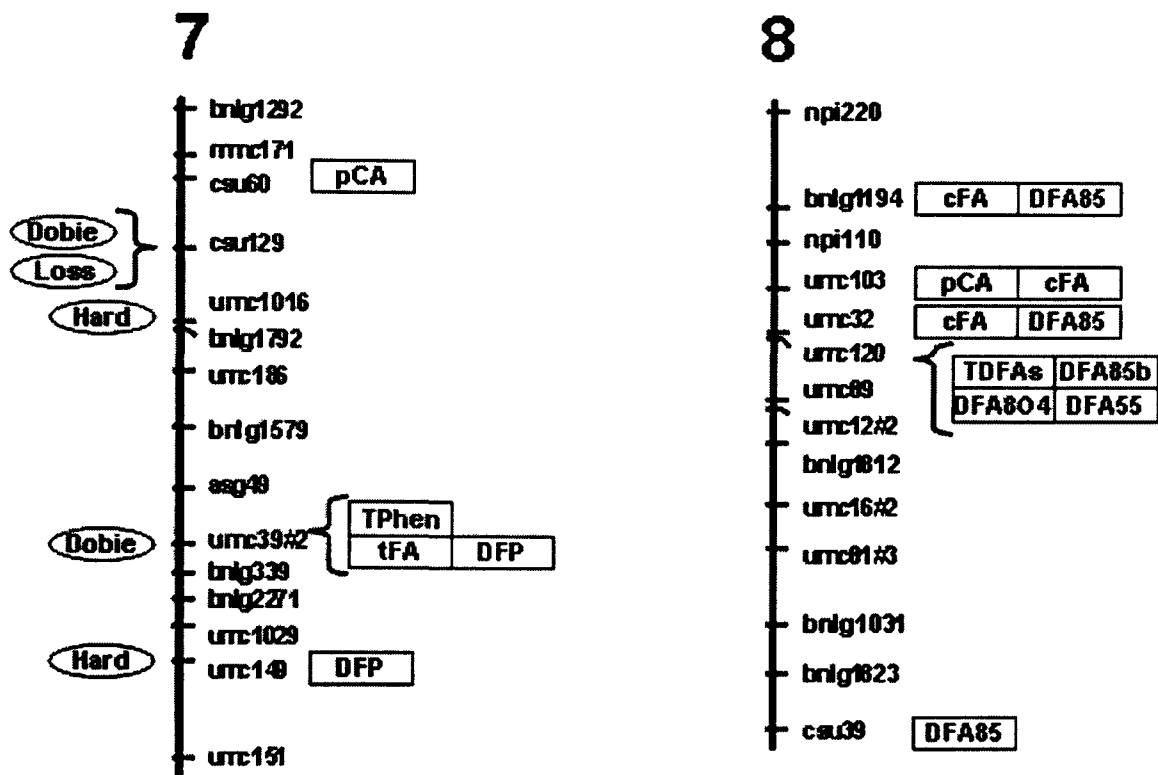 7
bnlg1292
mmc171
csu60
pCA
Dobie
Loss
csu129
umc1016
Hard
bnlg1792
umc186
bnlg1579
asg49
Dobie
umc39#2
TPhen
tFA DFP
bnlg339
bnlg2271
umc1029
Hard
umc149
DFP
umc151
8
npi220
bnlg1194
cFA DFA85
npi110
umc103
pCA cFA
umc32
cFA DFA85
umc120
TDFAs DFA85b
DFA8O4 DFA55
umc89
umc12#2
bnlg1812
umc16#2
umc81#3
bnlg1031
bnlg1823
csu39
DFA85